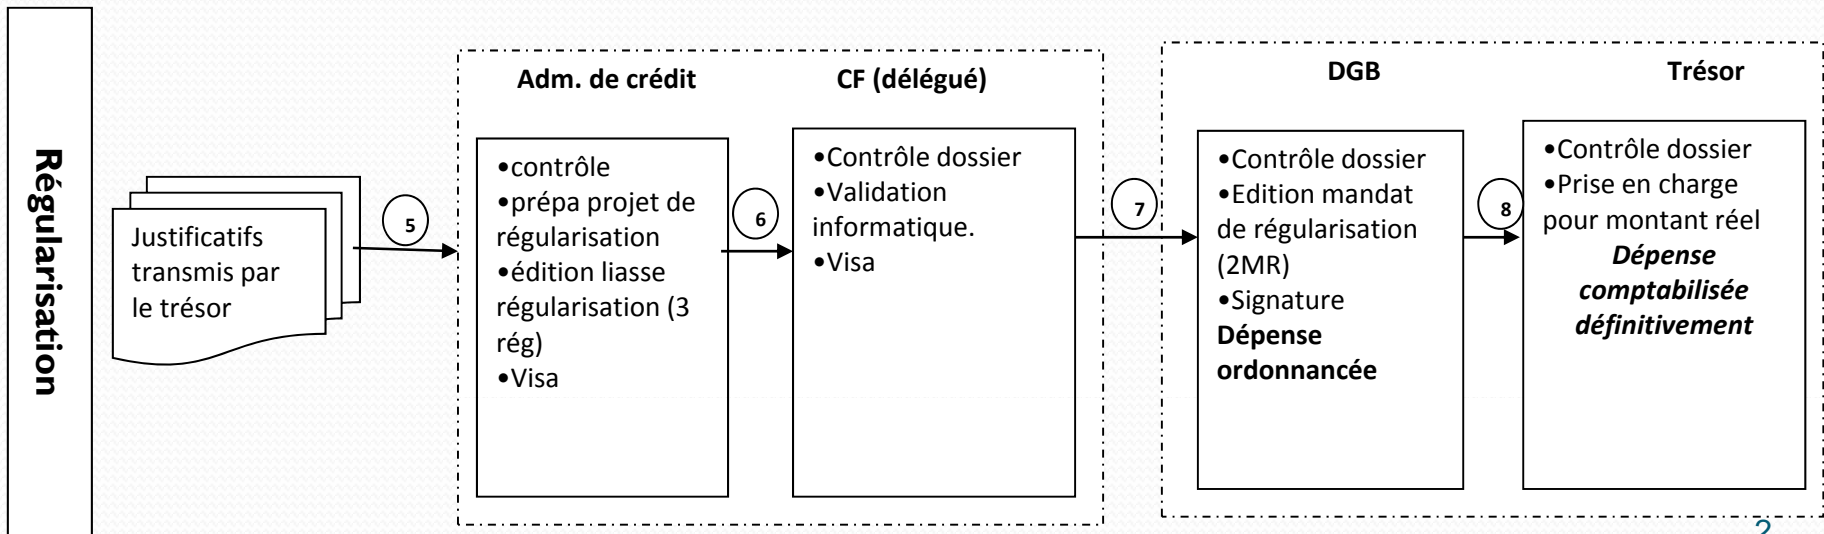 Régularisation
Justificatifs
transmis par
le trésor
5
Adm. de crédit
•contrôle
•prépa projet de
régularisation
•édition liasse
régularisation (3
rég)
•Visa
6
CF (délégué)
•Contrôle dossier
•Validation
informatique.
•Visa
7
DGB
•Contrôle dossier
•Edition mandat
de régularisation
(2MR)
•Signature
Dépense
ordonnancée
8
Trésor
•Contrôle dossier
•Prise en charge
pour montant réel
Dépense
comptabilisée
définitivement